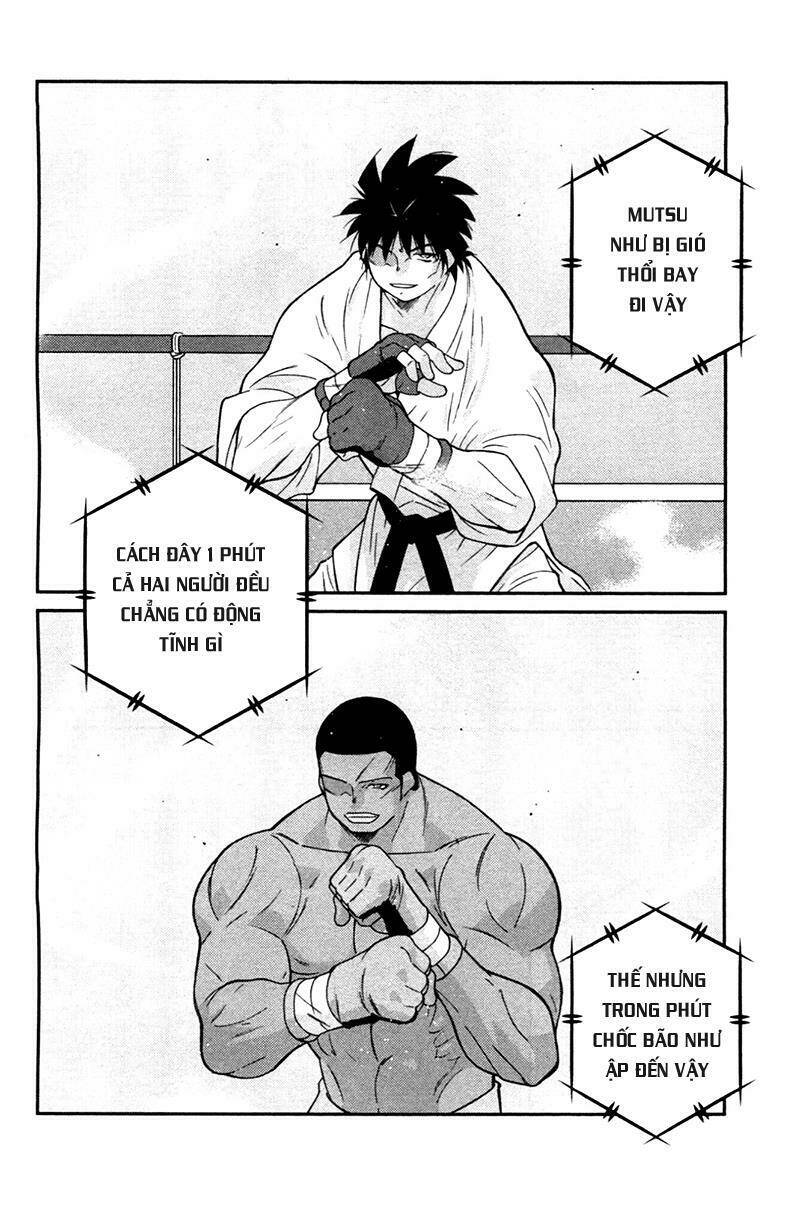 MUTSU
NHƯ BỊ GIÓ
THỔI BAY
ĐI VẬY
CÁCH ĐÂY 1 PHÚT
CẢ HAI NGƯỜI ĐỀU
CHẲNG CÓ ĐỘNG
TĨNH GÌ
THẾ NHƯNG
TRONG PHÚT
CHỐC BÃO NHƯ
ẬP ĐẾN VẬY